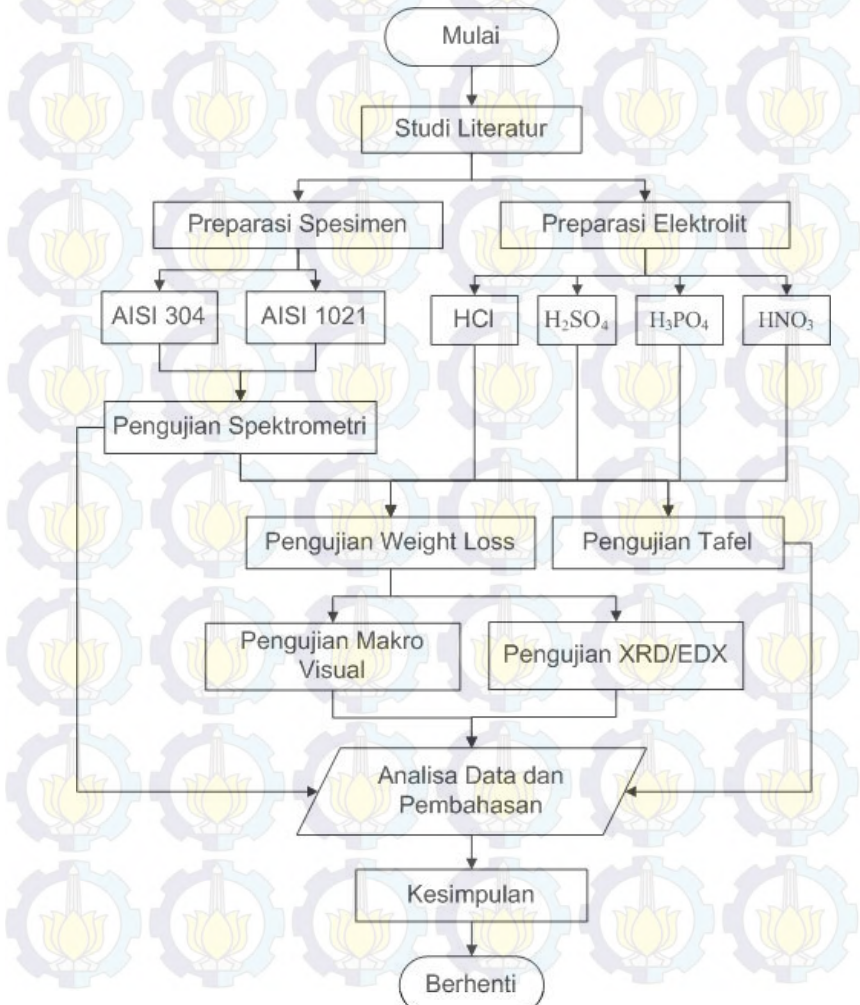 Mulai
Studi Literatur
Preparasi Spesimen
Preparasi Elektrolit
AISI 304
AISI 1021
HCl
H₂SO₄
H₃PO₄
HNO₃
Pengujian Spektrometri
Pengujian Weight Loss
Pengujian Tafel
Pengujian Makro
Visual
Pengujian XRD/EDX
Analisa Data dan
Pembahasan
Kesimpulan
Berhenti